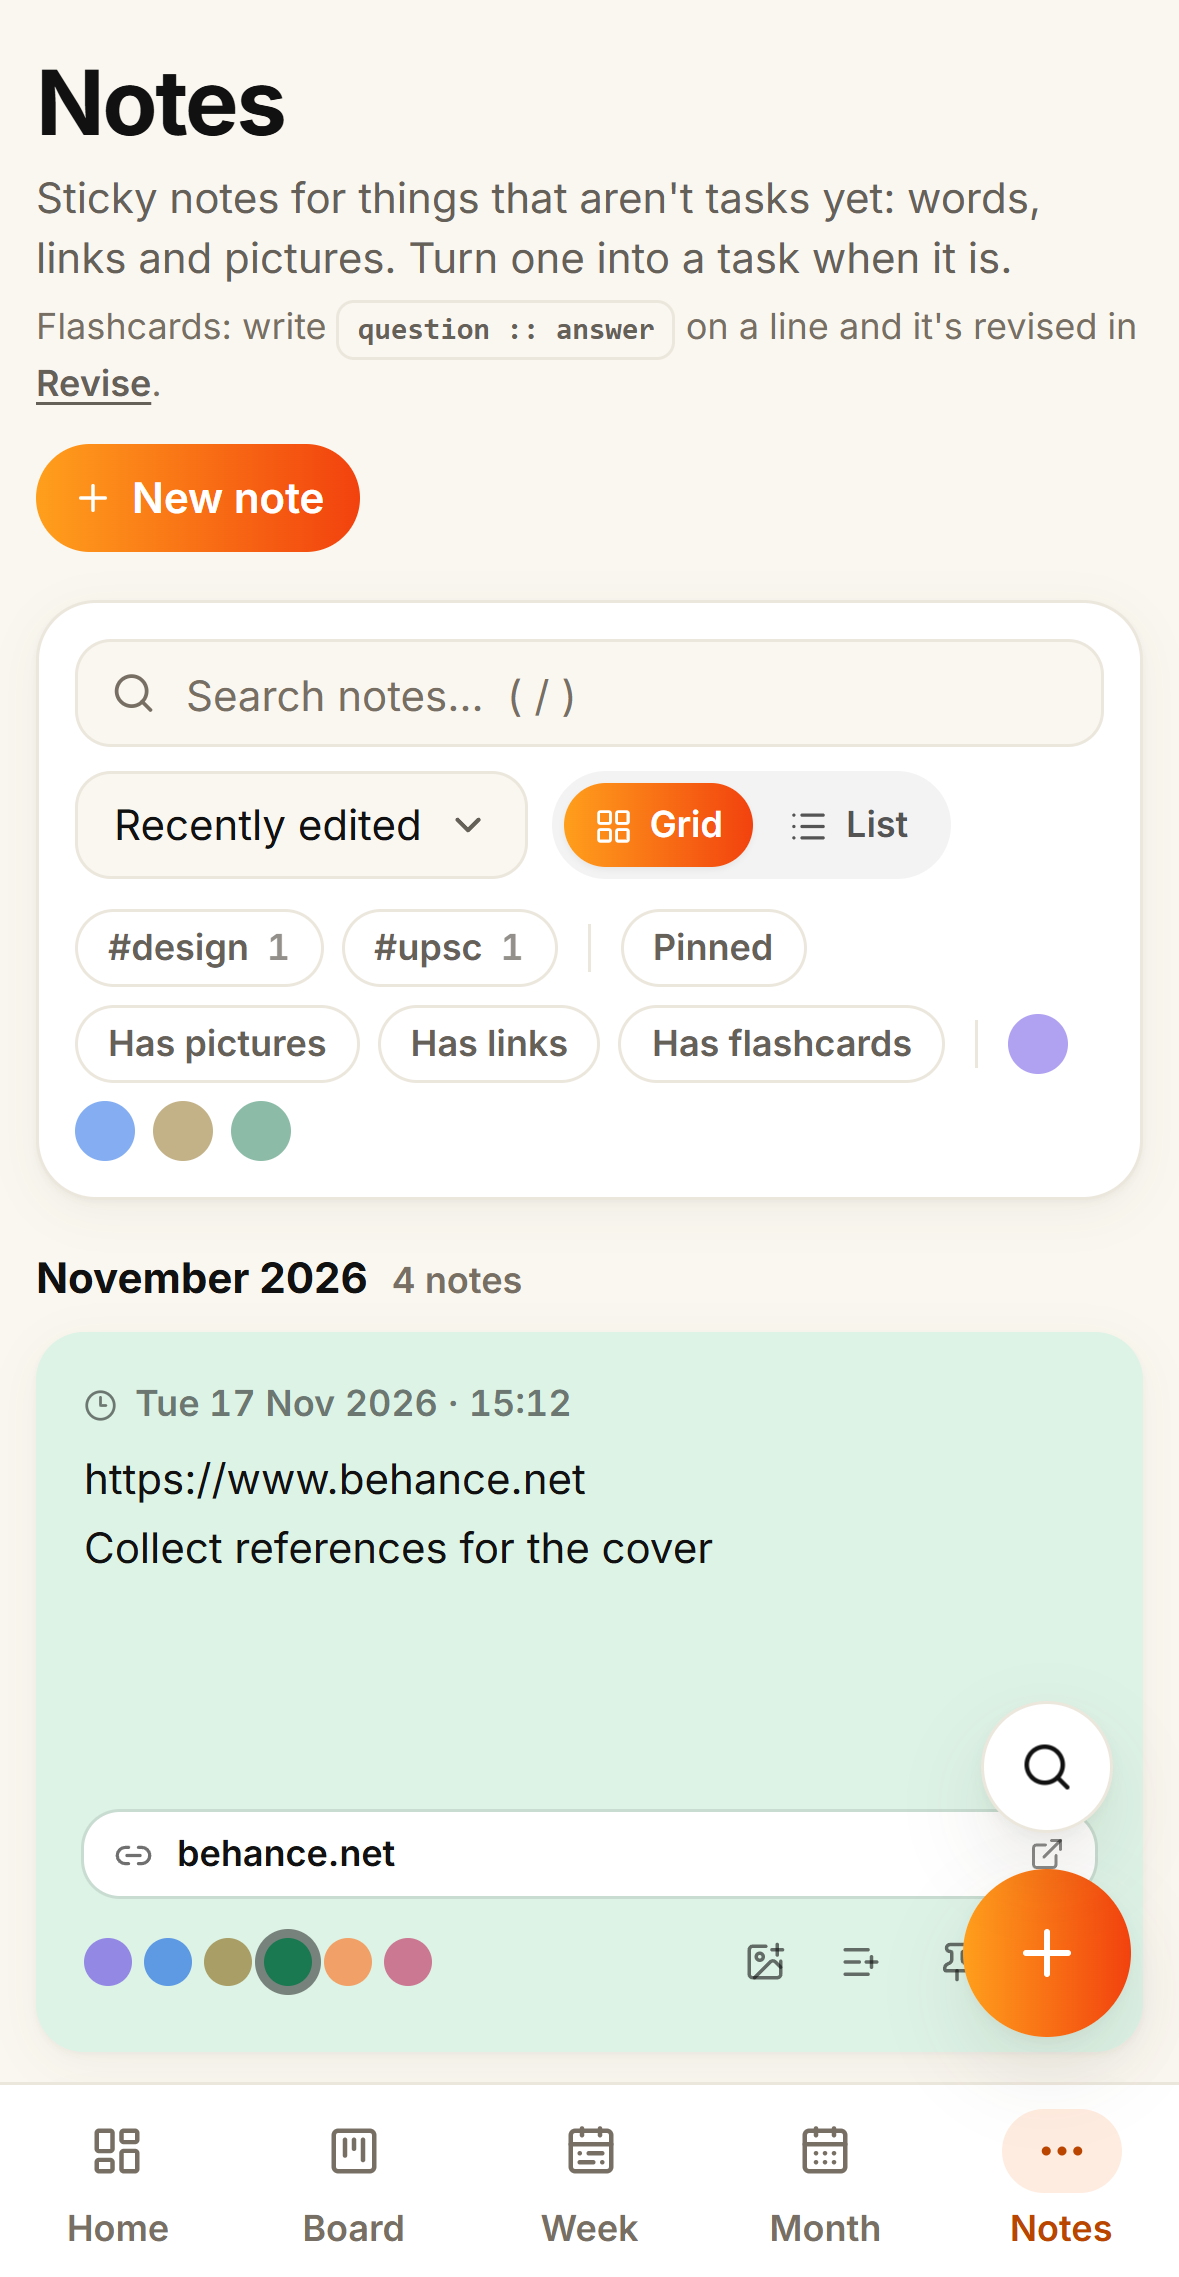 Notes
Sticky notes for things that aren't tasks yet: words,
links and pictures. Turn one into a task when it is.
Flashcards: write question :: answer on a line and it's revised in
Revise.
New note
Search notes... ( / )
Recently edited
Grid
List
#design 1
#upsc 1
Pinned
Has pictures
Has links
Has flashcards
November 2026 4 notes
Tue 17 Nov 2026 · 15:12
https://www.behance.net
Collect references for the cover
behance.net
Home
Board
Week
Month
Notes